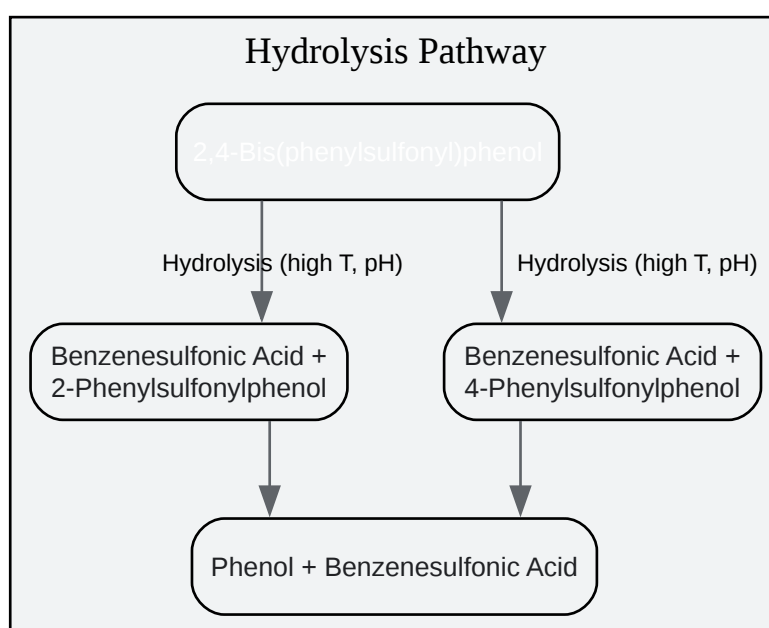 Hydrolysis Pathway
2,4-Bis(phenylsulfonyl)phenol
Hydrolysis (high T, pH)
Hydrolysis (high T, pH)
Benzenesulfonic Acid +
2-Phenylsulfonylphenol
Benzenesulfonic Acid +
4-Phenylsulfonylphenol
Phenol + Benzenesulfonic Acid